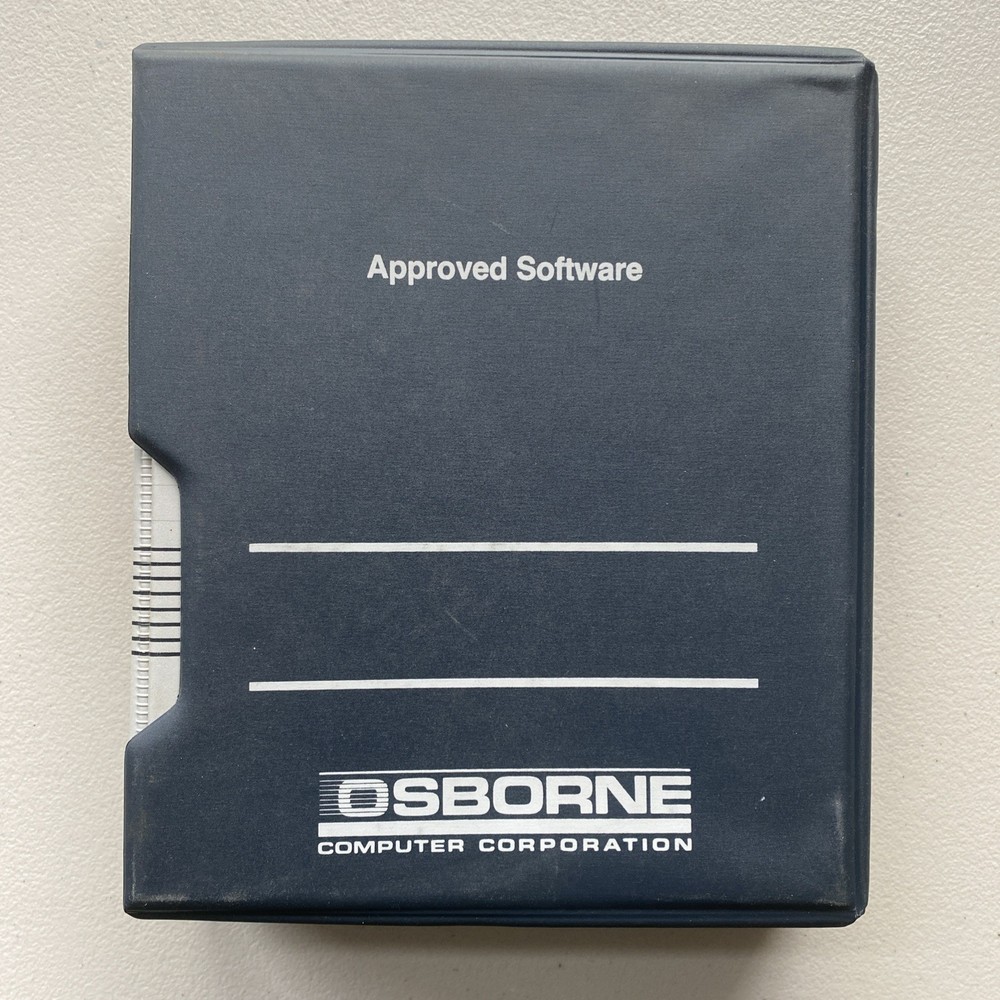 Approved Software
OSBORNE
COMPUTER CORPORATION